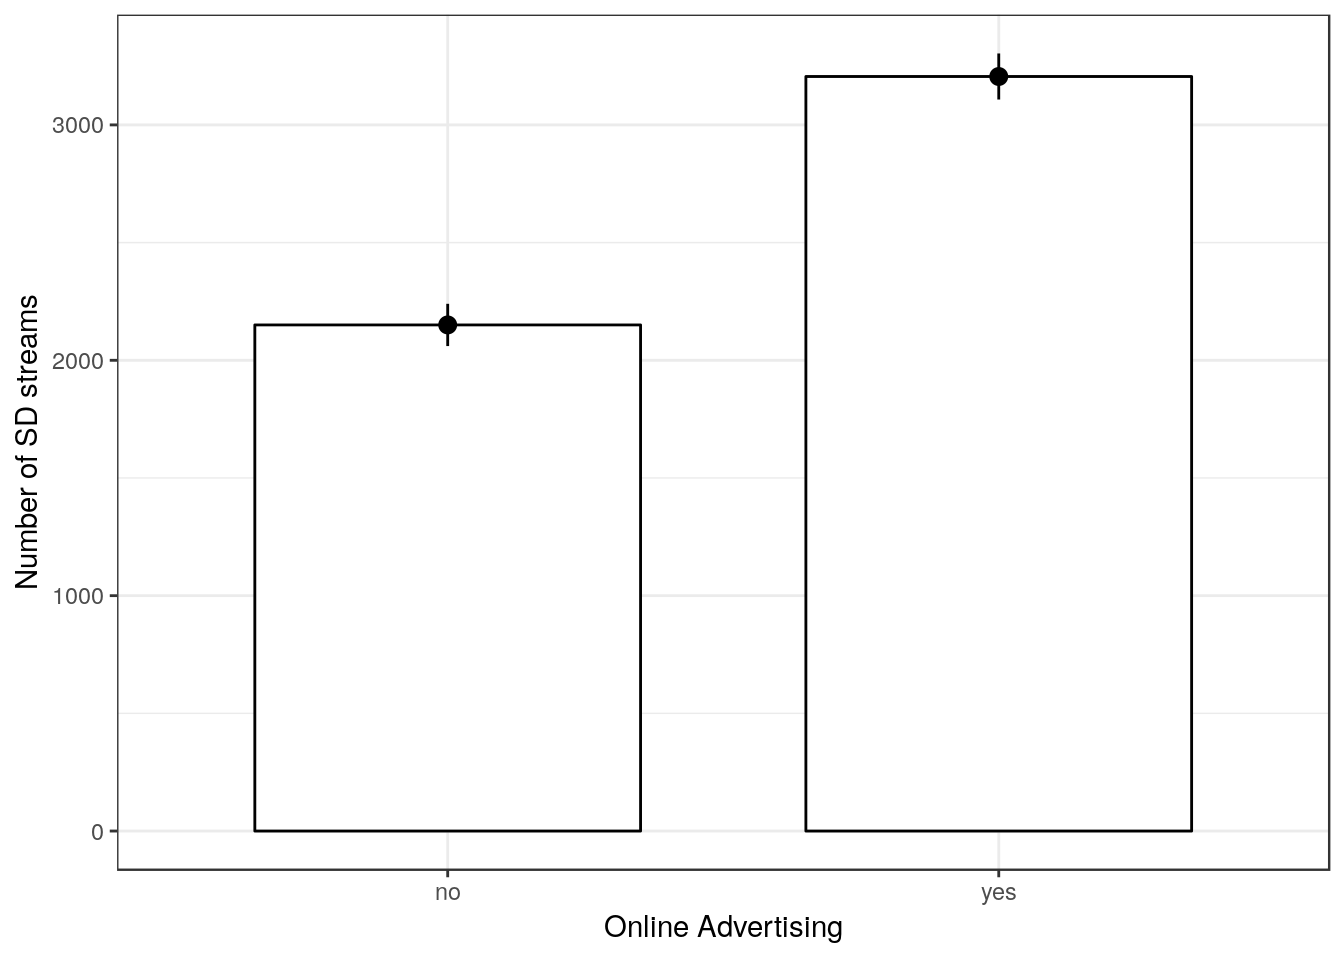 Number of SD streams
3000
2000
1000
0
no
yes
Online Advertising